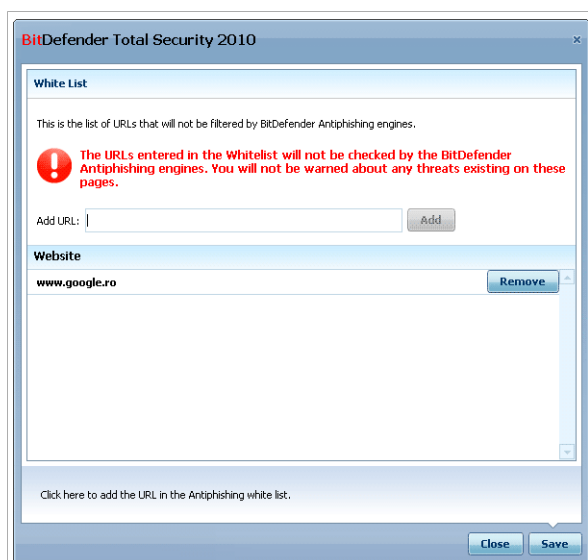 BitDefender Total Security 2010
White List
This is the list of URLs that will not be filtered by BitDefender Antiphishing engines.
The URLs entered in the Whitelist will not be checked by the BitDefender
Antiphishing engines. You will not be warned about any threats existing on these
pages.
Add URL:
Add
Website
www.google.ro
Remove
Click here to add the URL in the Antiphishing white list.
Close
Save